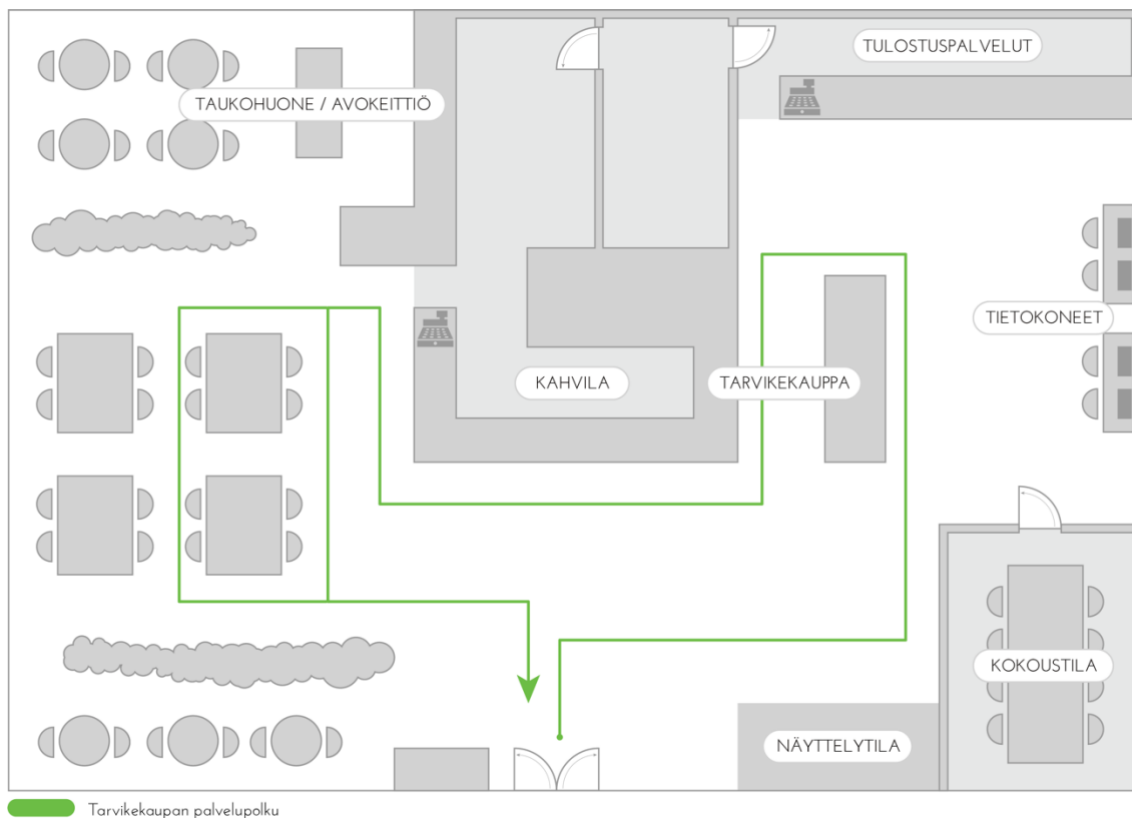 TULOSTUSPALVELUT
TAUKOHUONE / AVOKEITTIÖ
TIETOKONEET
KAHVILA
TARVIKEKAUPPA
KOKOUSTILA
NÄYTTELYTILA
Tarvikekaupan palvelupolku